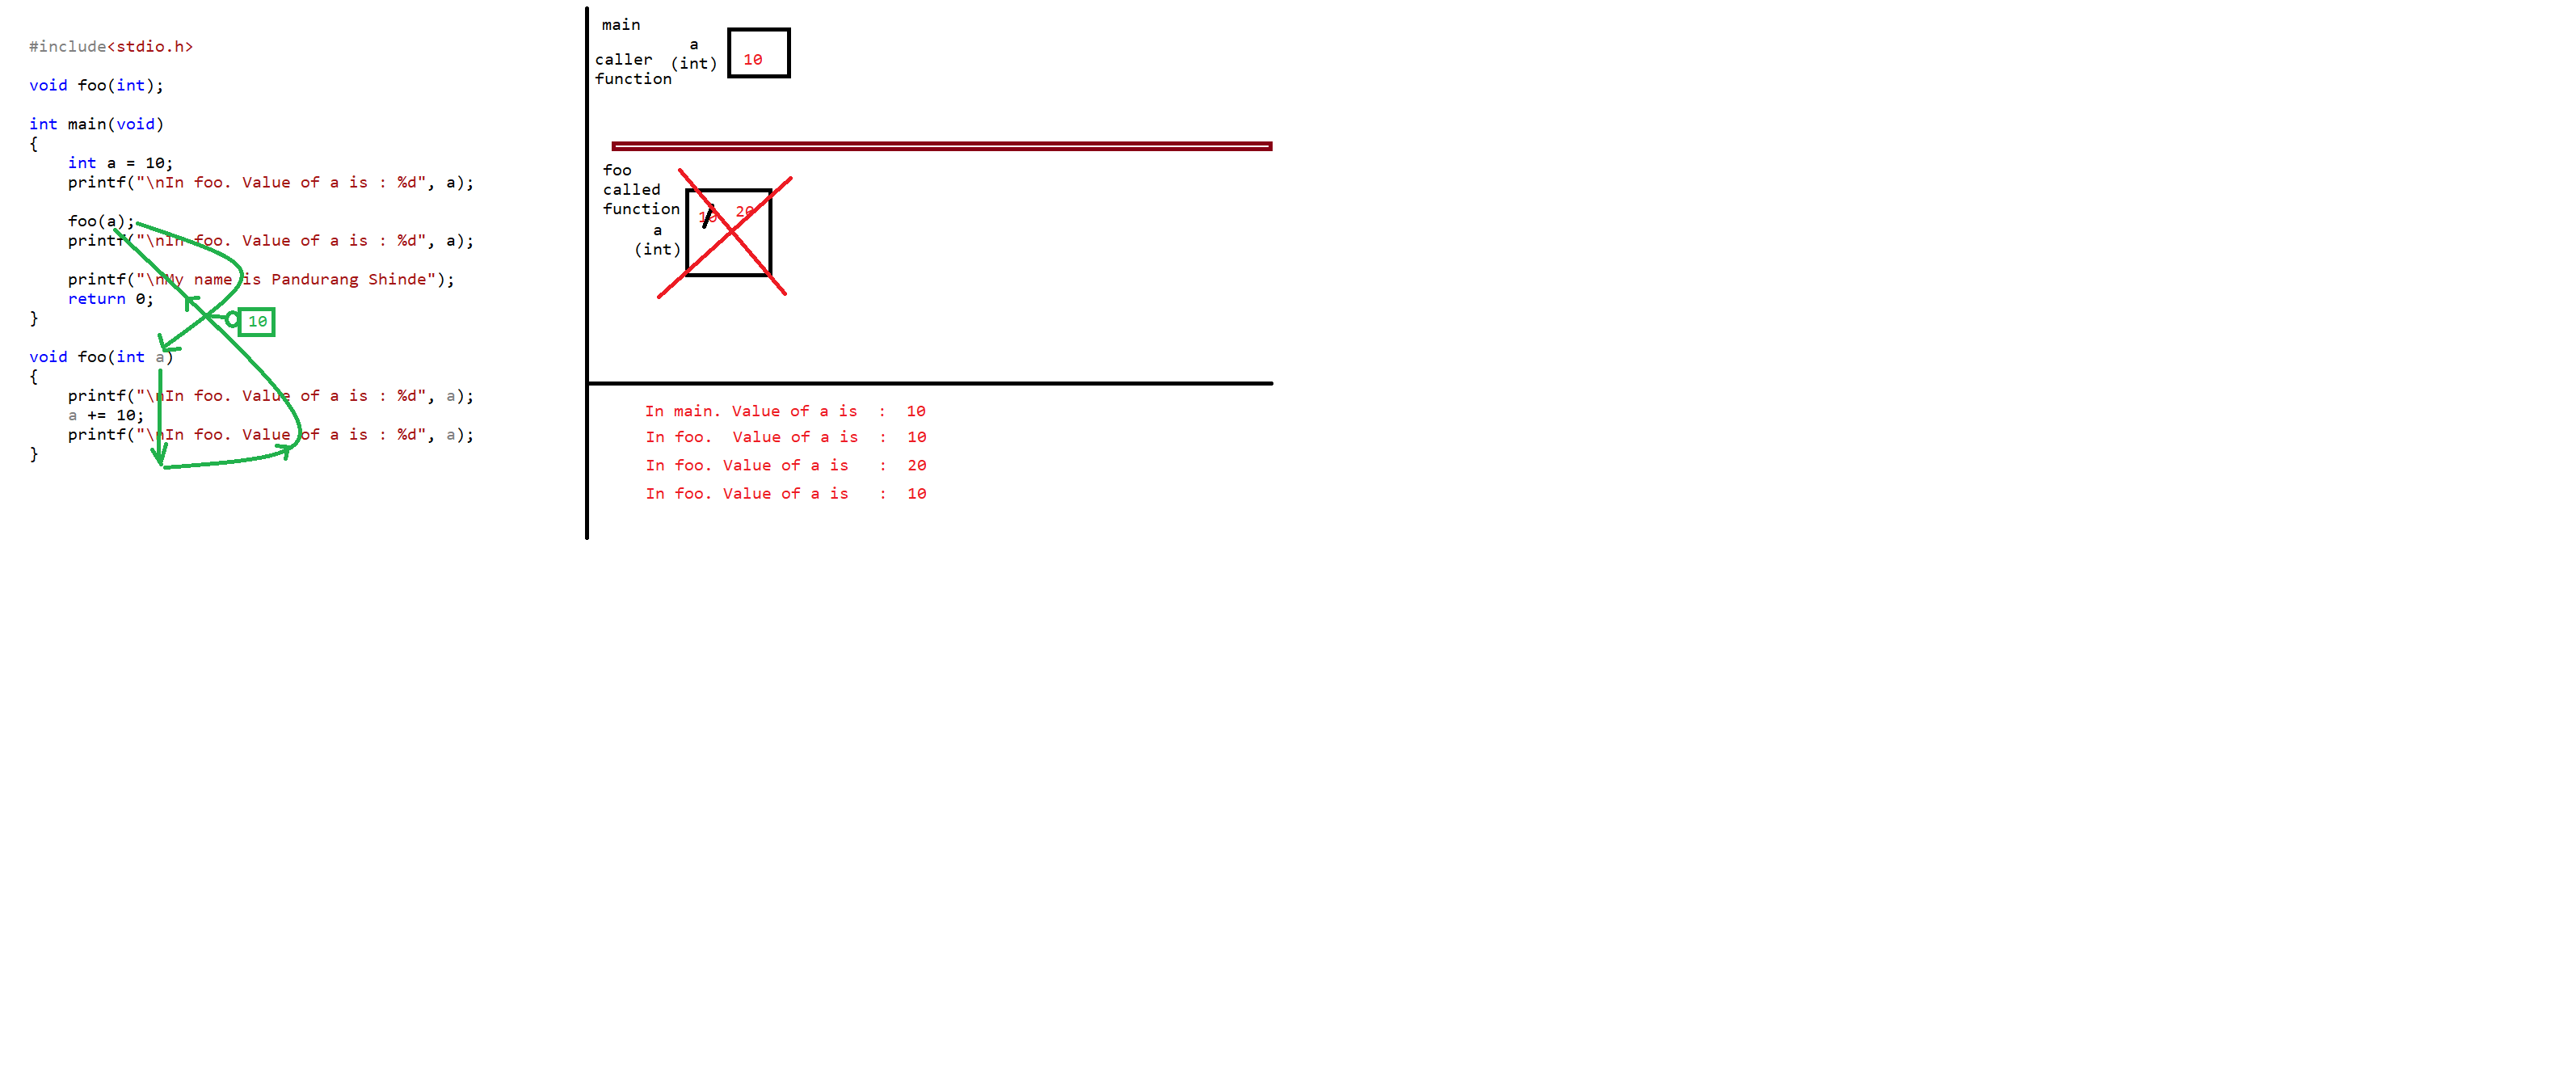 #include<stdio.h>
void foo(int);
int main(void)
{
int a = 10;
printf("\nIn foo. Value of a is : %d", a);
foo(a);
printf("\nIn foo. Value of a is : %d", a);
printf("\nMy name is Pandurang Shinde");
return 0;
}
10
void foo(int a)
{
printf("\nIn foo. Value of a is : %d", a);
a += 10;
printf("\nIn foo. Value of a is : %d", a);
}
main
caller
function
a
(int)
10
foo
called
function
a
(int)
10 20
In main. Value of a is : 10
In foo. Value of a is : 10
In foo. Value of a is : 20
In foo. Value of a is : 10